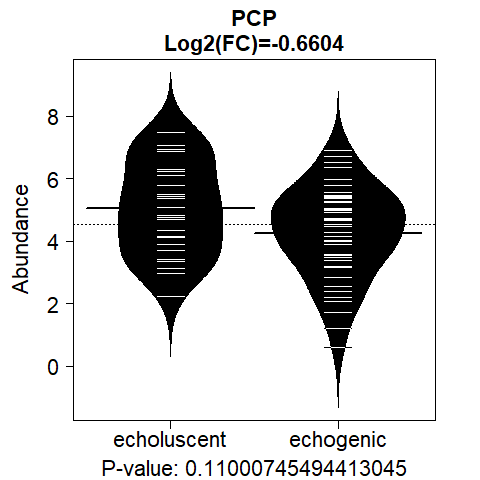 PCP
Log2(FC)=-0.6604
Abundance
8
6
4
2
0
echoluscent echogenic
P-value: 0.11000745494413045